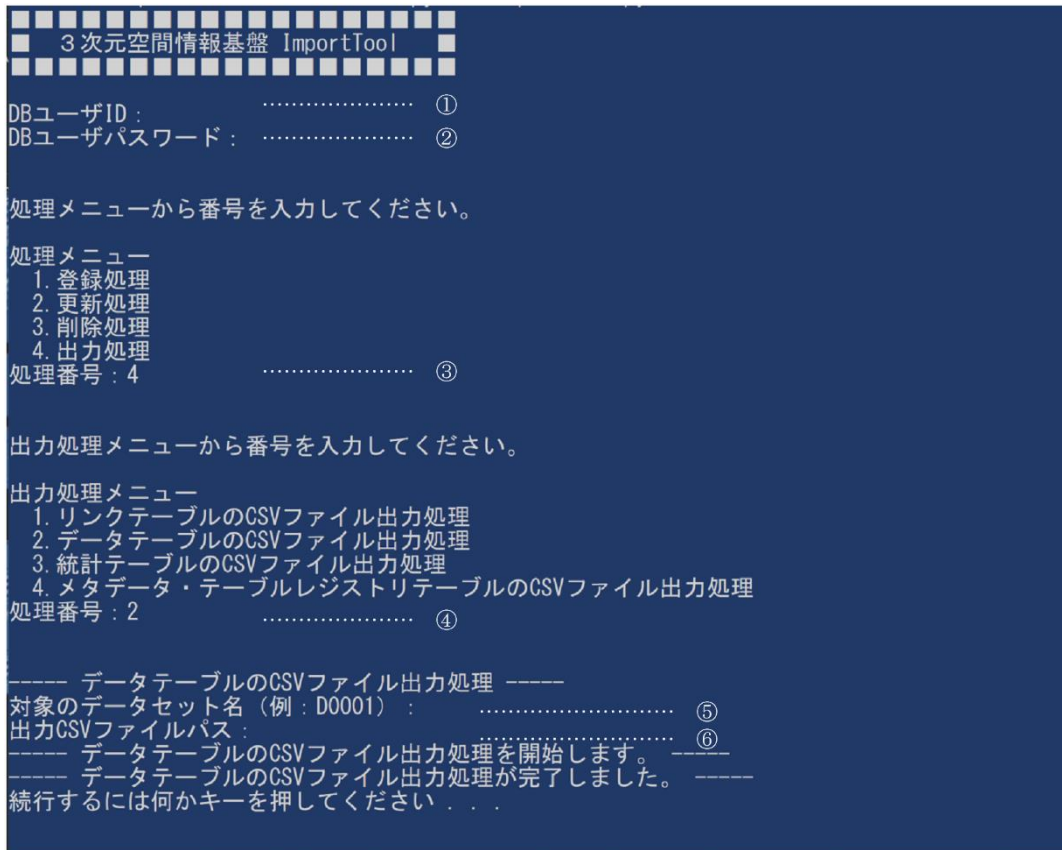 ■■■■■■■■■■■■■■■■■■■
■ 3次元空間情報基盤 ImportTool ■
■■■■■■■■■■■■■■■■■■■
DBユーザID: ..................... ①
DBユーザパスワード: ..................... ②
処理メニューから番号を入力してください。
処理メニュー
1.登録処理
2.更新処理
3.削除処理
4.出力処理
処理番号:4 ..................... ③
出力処理メニューから番号を入力してください。
出力処理メニュー
1.リンクテーブルのCSVファイル出力処理
2.データテーブルのCSVファイル出力処理
3.統計テーブルのCSVファイル出力処理
4.メタデータ・テーブルレジストリテーブルのCSVファイル出力処理
処理番号:2 ..................... ④
----- データテーブルのCSVファイル出力処理 -----
対象のデータセット名(例:D0001): ........................... ⑤
出力CSVファイルパス: ........................... ⑥
----- データテーブルのCSVファイル出力処理を開始します。 -----
----- データテーブルのCSVファイル出力処理が完了しました。 -----
続行するには何かキーを押してください . . .